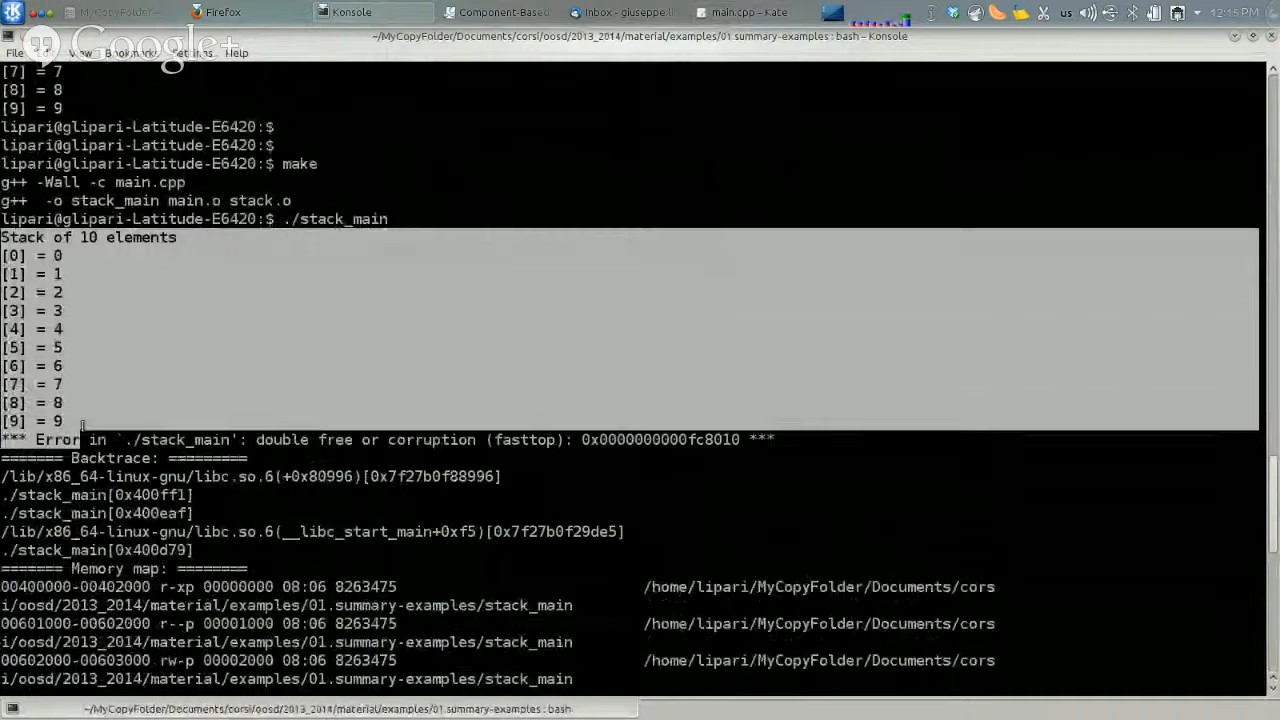 MyCopyFolder
Firefox
Konsole
Component-Based
Inbox - giuseppe.li
main.cpp - Kate
us
12:15 PM
~/MyCopyFolder/Documents/corsi/oosd/2013_2014/material/examples/01.summary-examples : bash – Konsole
File View Bookmarks Settings Help
Google+
[7] = 7
[8] = 8
[9] = 9
lipari@glipari-Latitude-E6420:$
lipari@glipari-Latitude-E6420:$
lipari@glipari-Latitude-E6420:$ make
g++ -Wall -c main.cpp
g++  -o stack_main main.o stack.o
lipari@glipari-Latitude-E6420:$ ./stack_main
Stack of 10 elements
[0] = 0
[1] = 1
[2] = 2
[3] = 3
[4] = 4
[5] = 5
[6] = 6
[7] = 7
[8] = 8
[9] = 9
*** Error in `./stack_main': double free or corruption (fasttop): 0x0000000000fc8010 ***
======= Backtrace: =========
/lib/x86_64-linux-gnu/libc.so.6(+0x80996)[0x7f27b0f88996]
./stack_main[0x400ff1]
./stack_main[0x400eaf]
/lib/x86_64-linux-gnu/libc.so.6(__libc_start_main+0xf5)[0x7f27b0f29de5]
./stack_main[0x400d79]
======= Memory map: ========
00400000-00402000 r-xp 00000000 08:06 8263475 /home/lipari/MyCopyFolder/Documents/cors
i/oosd/2013_2014/material/examples/01.summary-examples/stack_main
00601000-00602000 r--p 00001000 08:06 8263475 /home/lipari/MyCopyFolder/Documents/cors
i/oosd/2013_2014/material/examples/01.summary-examples/stack_main
00602000-00603000 rw-p 00002000 08:06 8263475 /home/lipari/MyCopyFolder/Documents/cors
i/oosd/2013_2014/material/examples/01.summary-examples/stack_main
~/MyCopyFolder/Documents/corsi/oosd/2013_2014/material/examples/01.summary-examples : bash